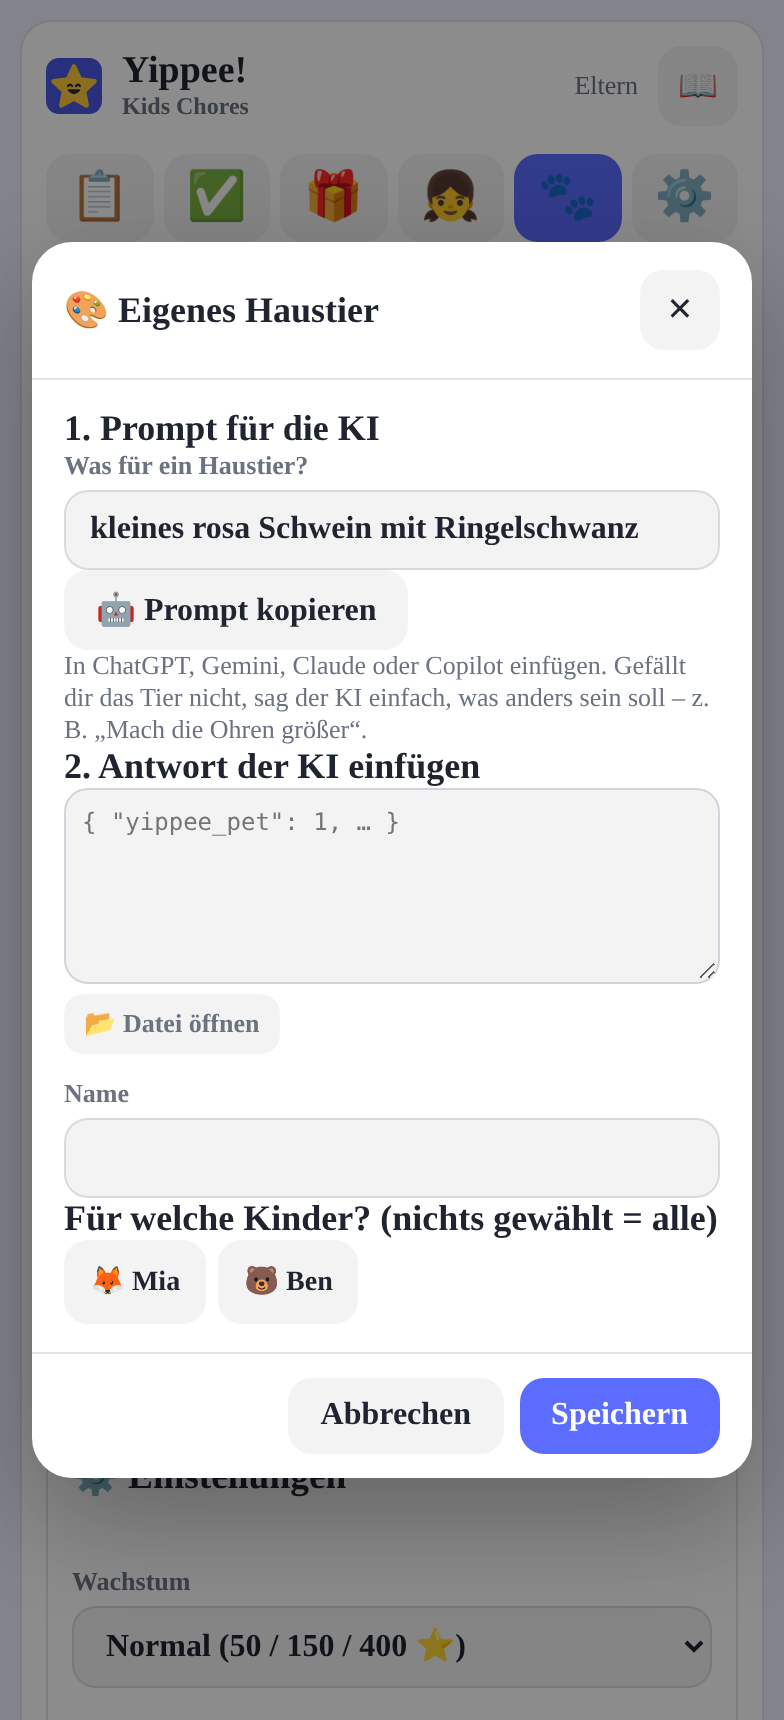 Yippee!
Kids Chores
Eltern
Eigenes Haustier
1. Prompt für die KI
Was für ein Haustier?
kleines rosa Schwein mit Ringelschwanz
Prompt kopieren
In ChatGPT, Gemini, Claude oder Copilot einfügen. Gefällt
dir das Tier nicht, sag der KI einfach, was anders sein soll – z.
B. „Mach die Ohren größer“.
2. Antwort der KI einfügen
{ "yippee_pet": 1, … }
Datei öffnen
Name
Für welche Kinder? (nichts gewählt = alle)
Mia
Ben
Abbrechen
Speichern
Einstellungen
Wachstum
Normal (50 / 150 / 400 ⭐)